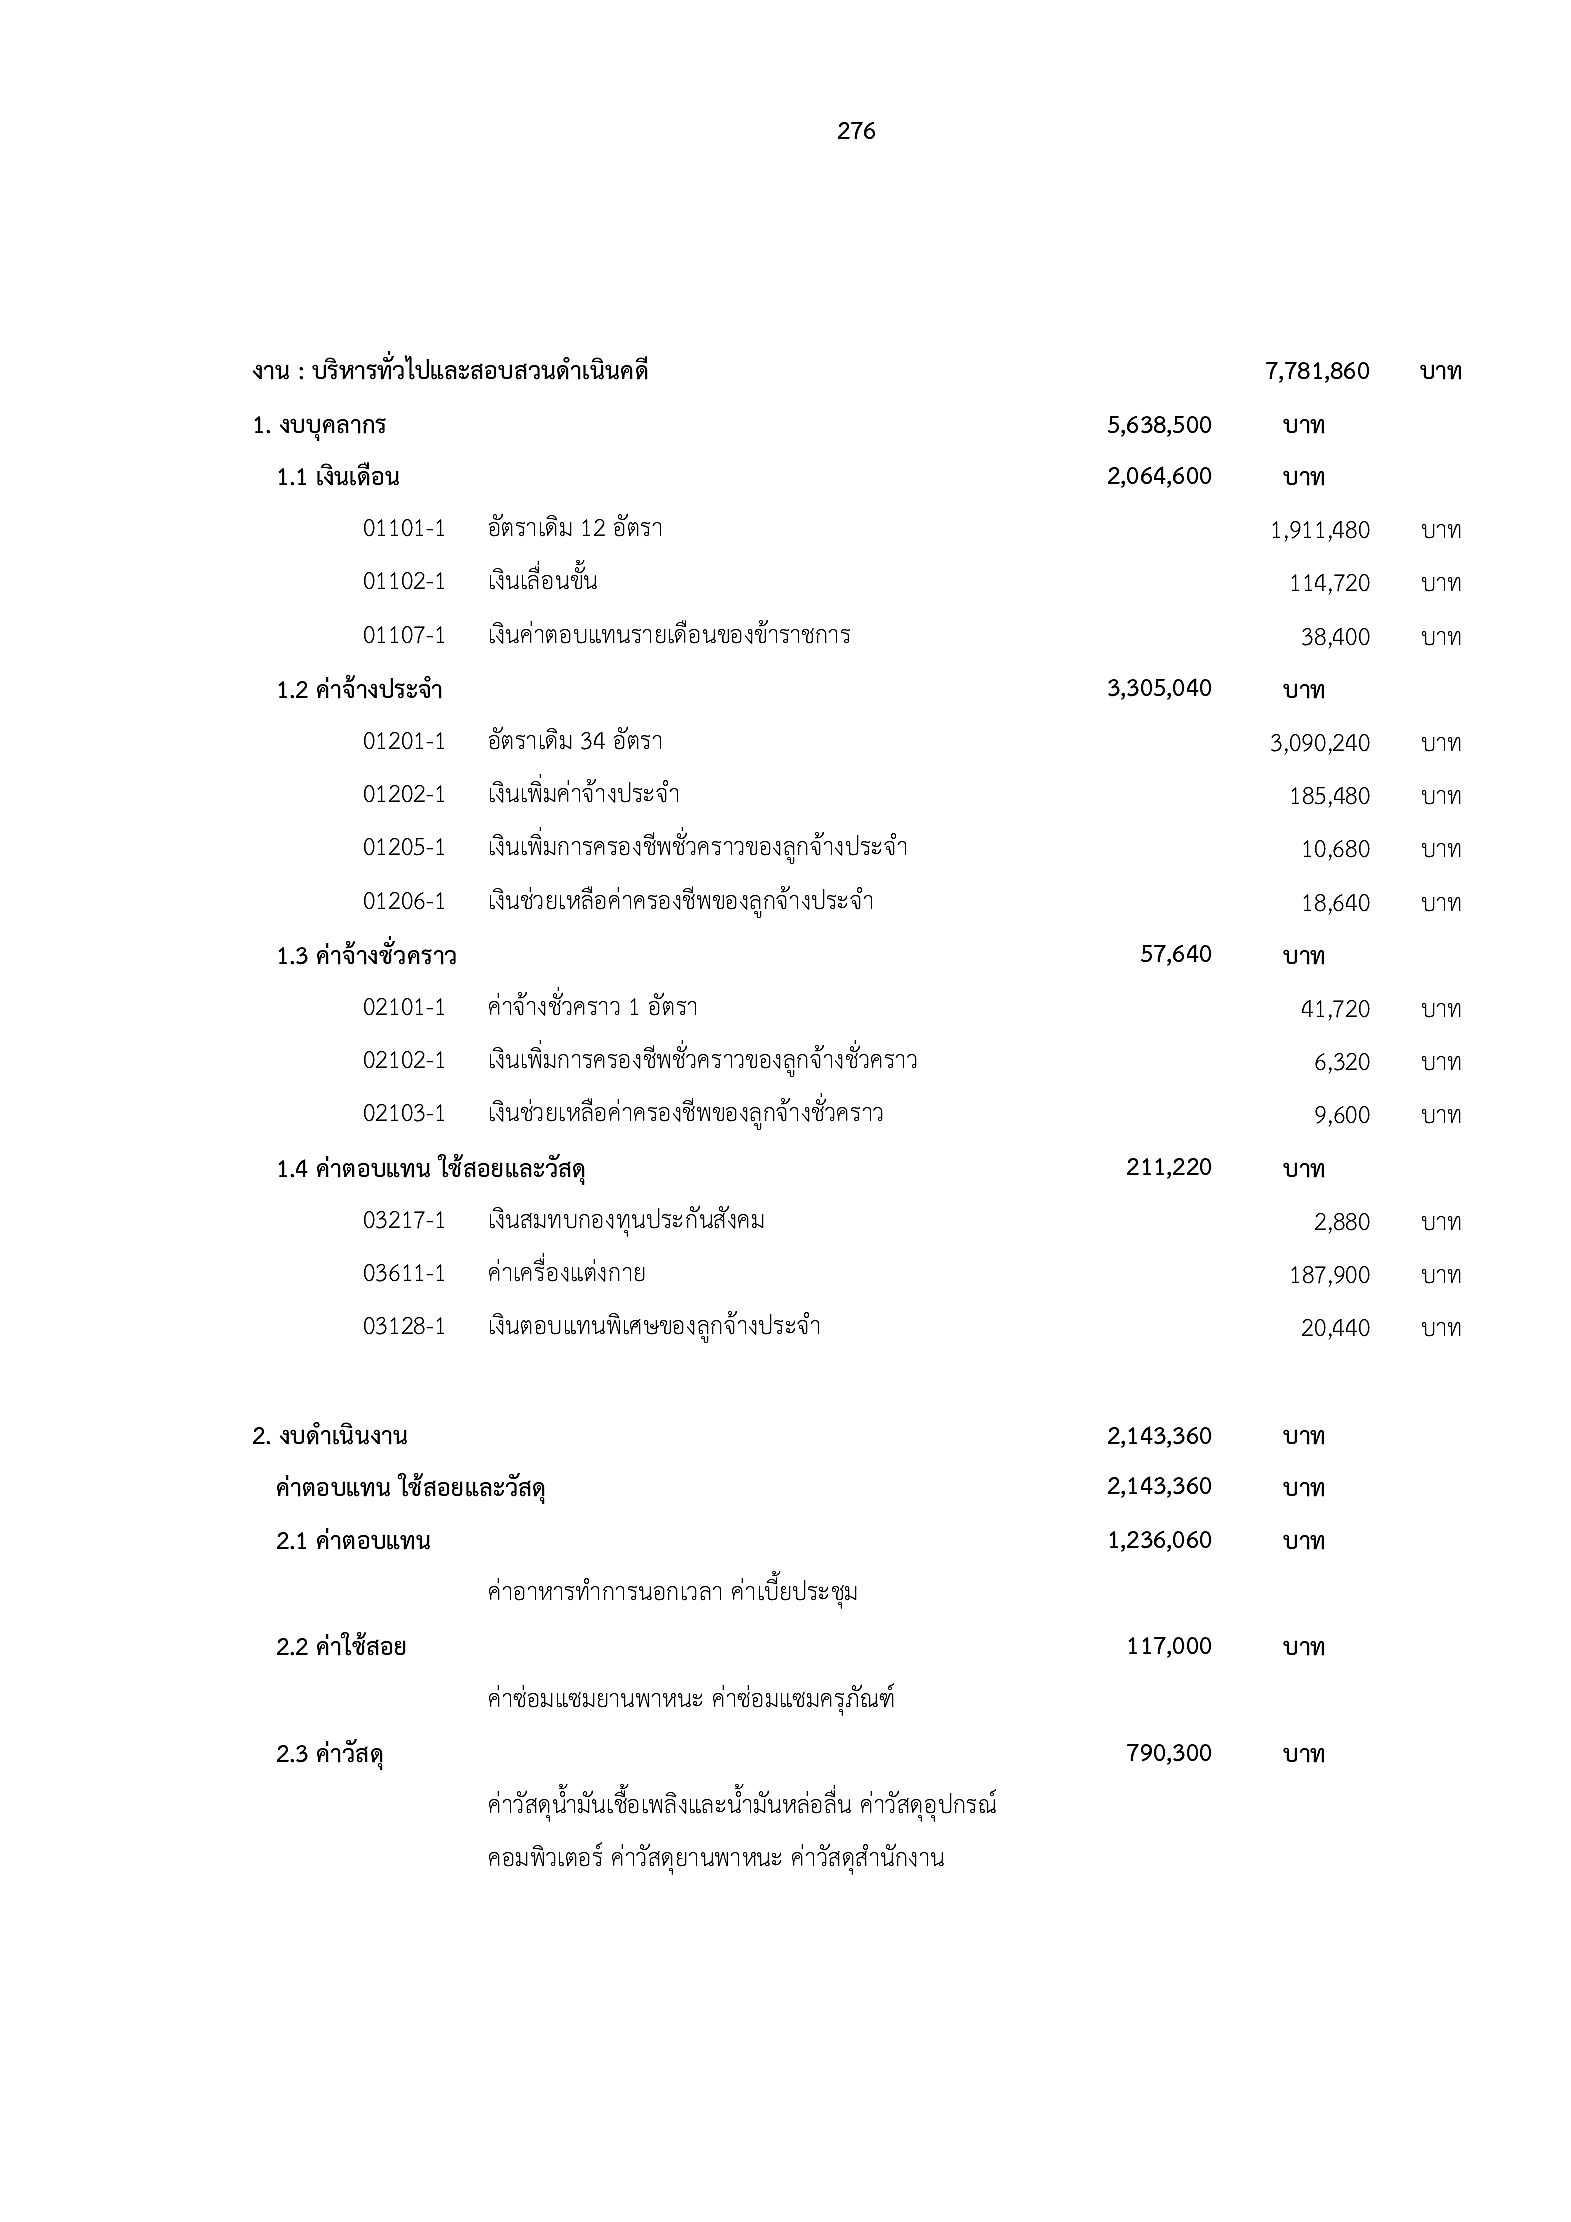 276
งาน : บริหารทั่วไปและสอบสวนดำเนินคดี 7,781,860 บาท
1. งบบุคลากร 5,638,500 บาท
1.1 เงินเดือน 2,064,600 บาท
01101-1 อัตราเดิม 12 อัตรา 1,911,480 บาท
01102-1 เงินเลื่อนขั้น 114,720 บาท
01107-1 เงินค่าตอบแทนรายเดือนของข้าราชการ 38,400 บาท
1.2 ค่าจ้างประจำ 3,305,040 บาท
01201-1 อัตราเดิม 34 อัตรา 3,090,240 บาท
01202-1 เงินเพิ่มค่าจ้างประจำ 185,480 บาท
01205-1 เงินเพิ่มการครองชีพชั่วคราวของลูกจ้างประจำ 10,680 บาท
01206-1 เงินช่วยเหลือค่าครองชีพของลูกจ้างประจำ 18,640 บาท
1.3 ค่าจ้างชั่วคราว 57,640 บาท
02101-1 ค่าจ้างชั่วคราว 1 อัตรา 41,720 บาท
02102-1 เงินเพิ่มการครองชีพชั่วคราวของลูกจ้างชั่วคราว 6,320 บาท
02103-1 เงินช่วยเหลือค่าครองชีพของลูกจ้างชั่วคราว 9,600 บาท
1.4 ค่าตอบแทน ใช้สอยและวัสดุ 211,220 บาท
03217-1 เงินสมทบกองทุนประกันสังคม 2,880 บาท
03611-1 ค่าเครื่องแต่งกาย 187,900 บาท
03128-1 เงินตอบแทนพิเศษของลูกจ้างประจำ 20,440 บาท
2. งบดำเนินงาน 2,143,360 บาท
ค่าตอบแทน ใช้สอยและวัสดุ 2,143,360 บาท
2.1 ค่าตอบแทน 1,236,060 บาท
ค่าอาหารทำการนอกเวลา ค่าเบี้ยประชุม
2.2 ค่าใช้สอย 117,000 บาท
ค่าซ่อมแซมยานพาหนะ ค่าซ่อมแซมครุภัณฑ์
2.3 ค่าวัสดุ 790,300 บาท
ค่าวัสดุน้ำมันเชื้อเพลิงและน้ำมันหล่อลื่น ค่าวัสดุอุปกรณ์
คอมพิวเตอร์ ค่าวัสดุยานพาหนะ ค่าวัสดุสำนักงาน